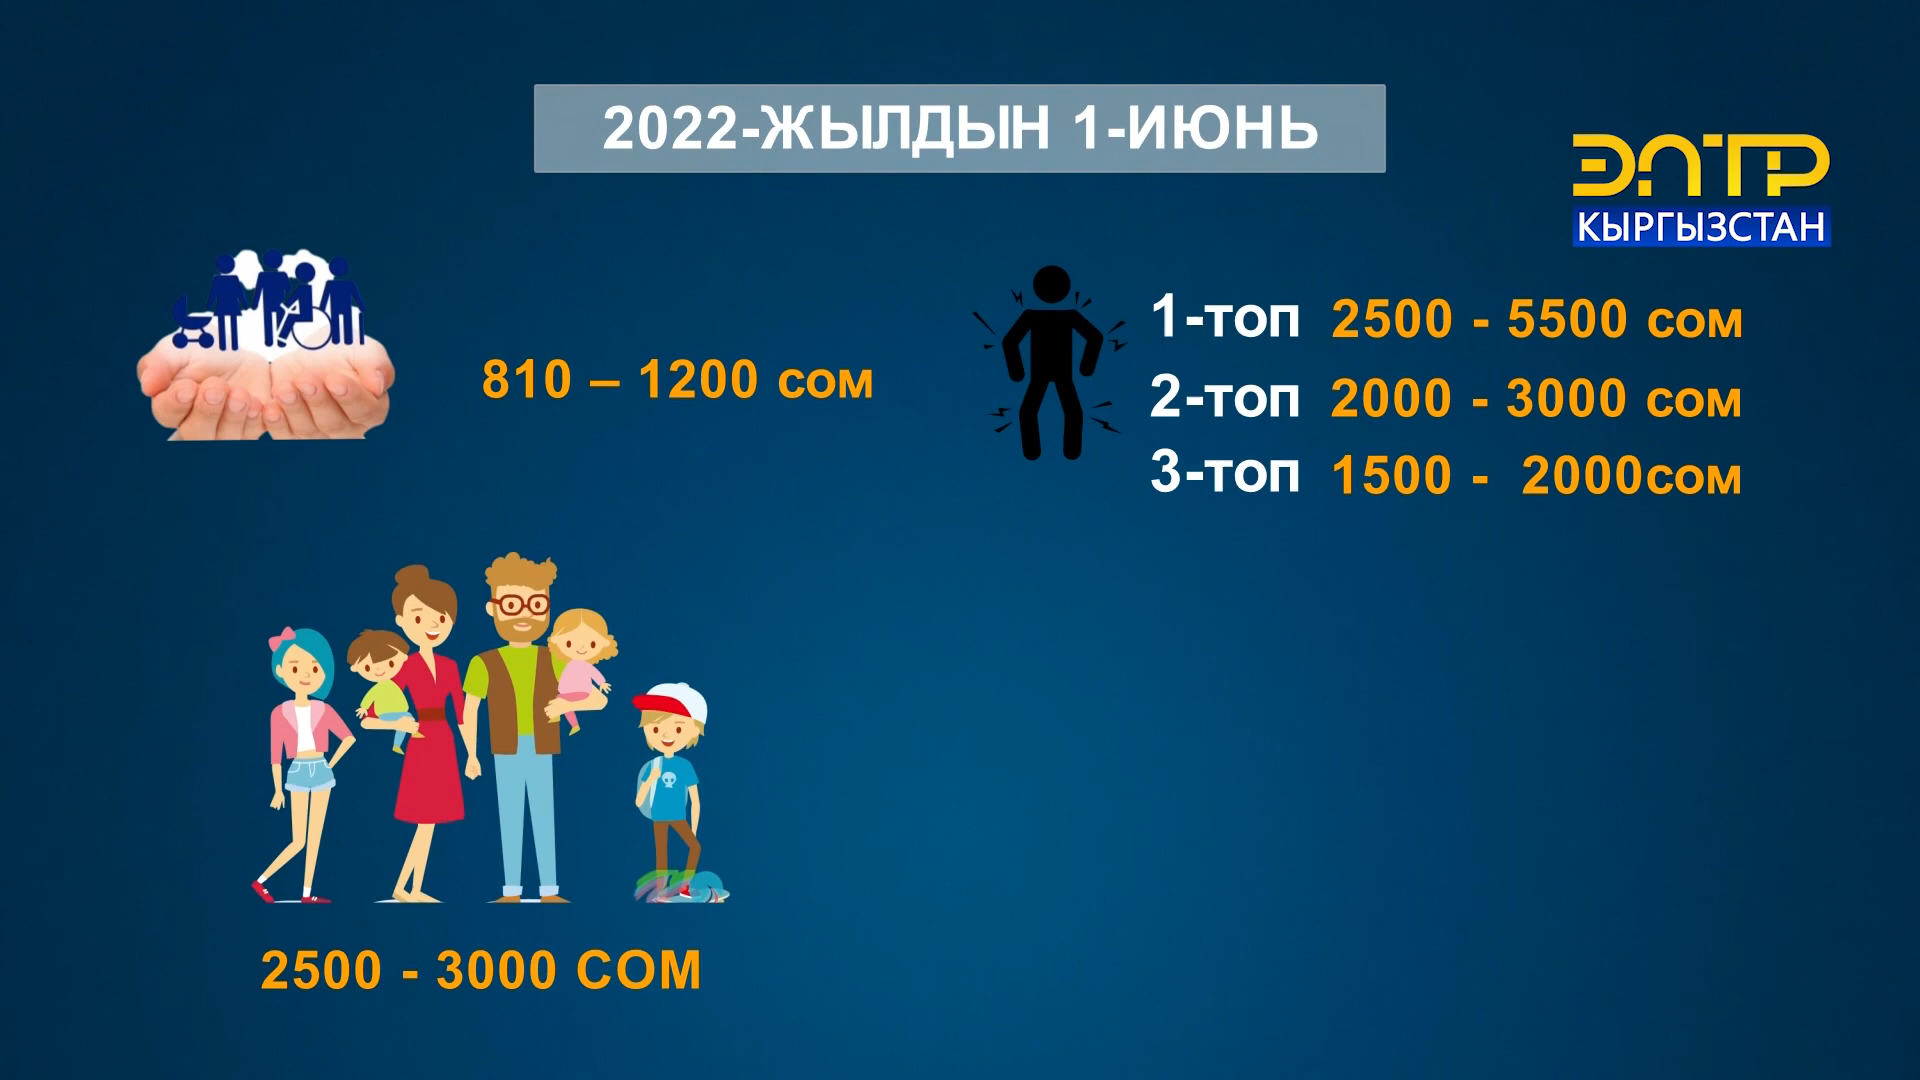 2022-ЖЫЛДЫН 1-ИЮНЬ
ЭЛТР
КЫРГЫЗСТАН
810 – 1200 сом
1-топ 2500 - 5500 сом
2-топ 2000 - 3000 сом
3-топ 1500 - 2000сом
2500 - 3000 СОМ